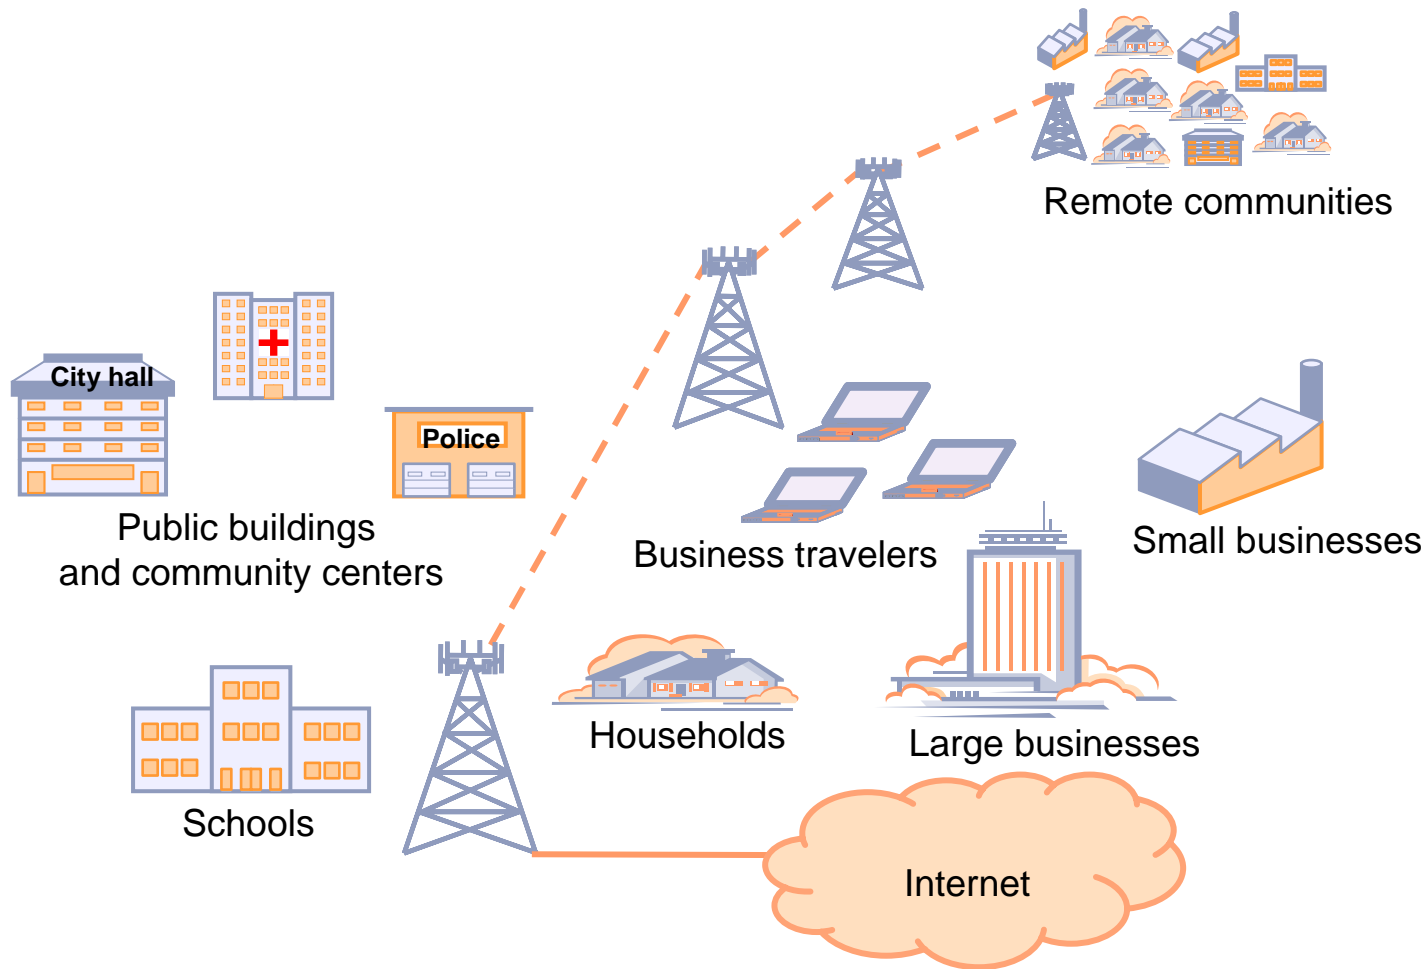 Remote communities
City hall
Police
Public buildings
and community centers
Business travelers
Small businesses
Households
Large businesses
Schools
Internet